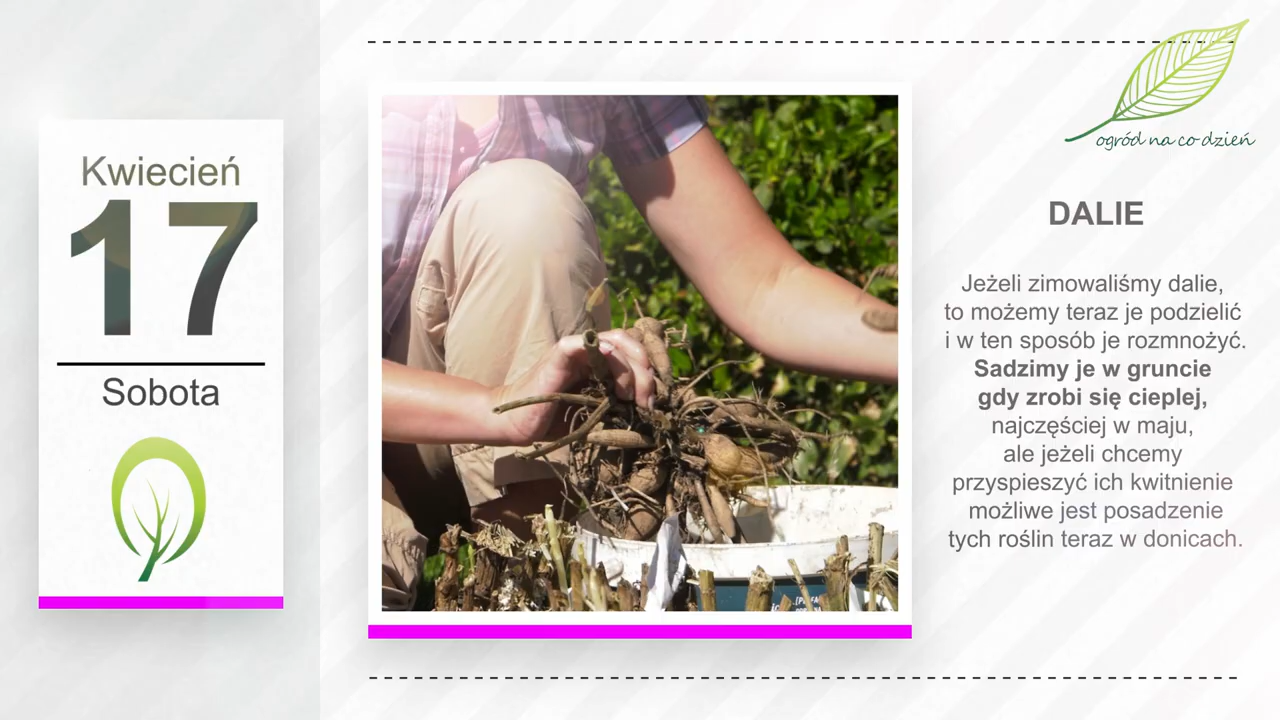 Kwiecień
17
Sobota
ogród na co dzień
DALIE
Jeżeli zimowaliśmy dalie,
to możemy teraz je podzielić
i w ten sposób je rozmnożyć.
Sadzimy je w gruncie
gdy zrobi się cieplej,
najczęściej w maju,
ale jeżeli chcemy
przyspieszyć ich kwitnienie
możliwe jest posadzenie
tych roślin teraz w donicach.